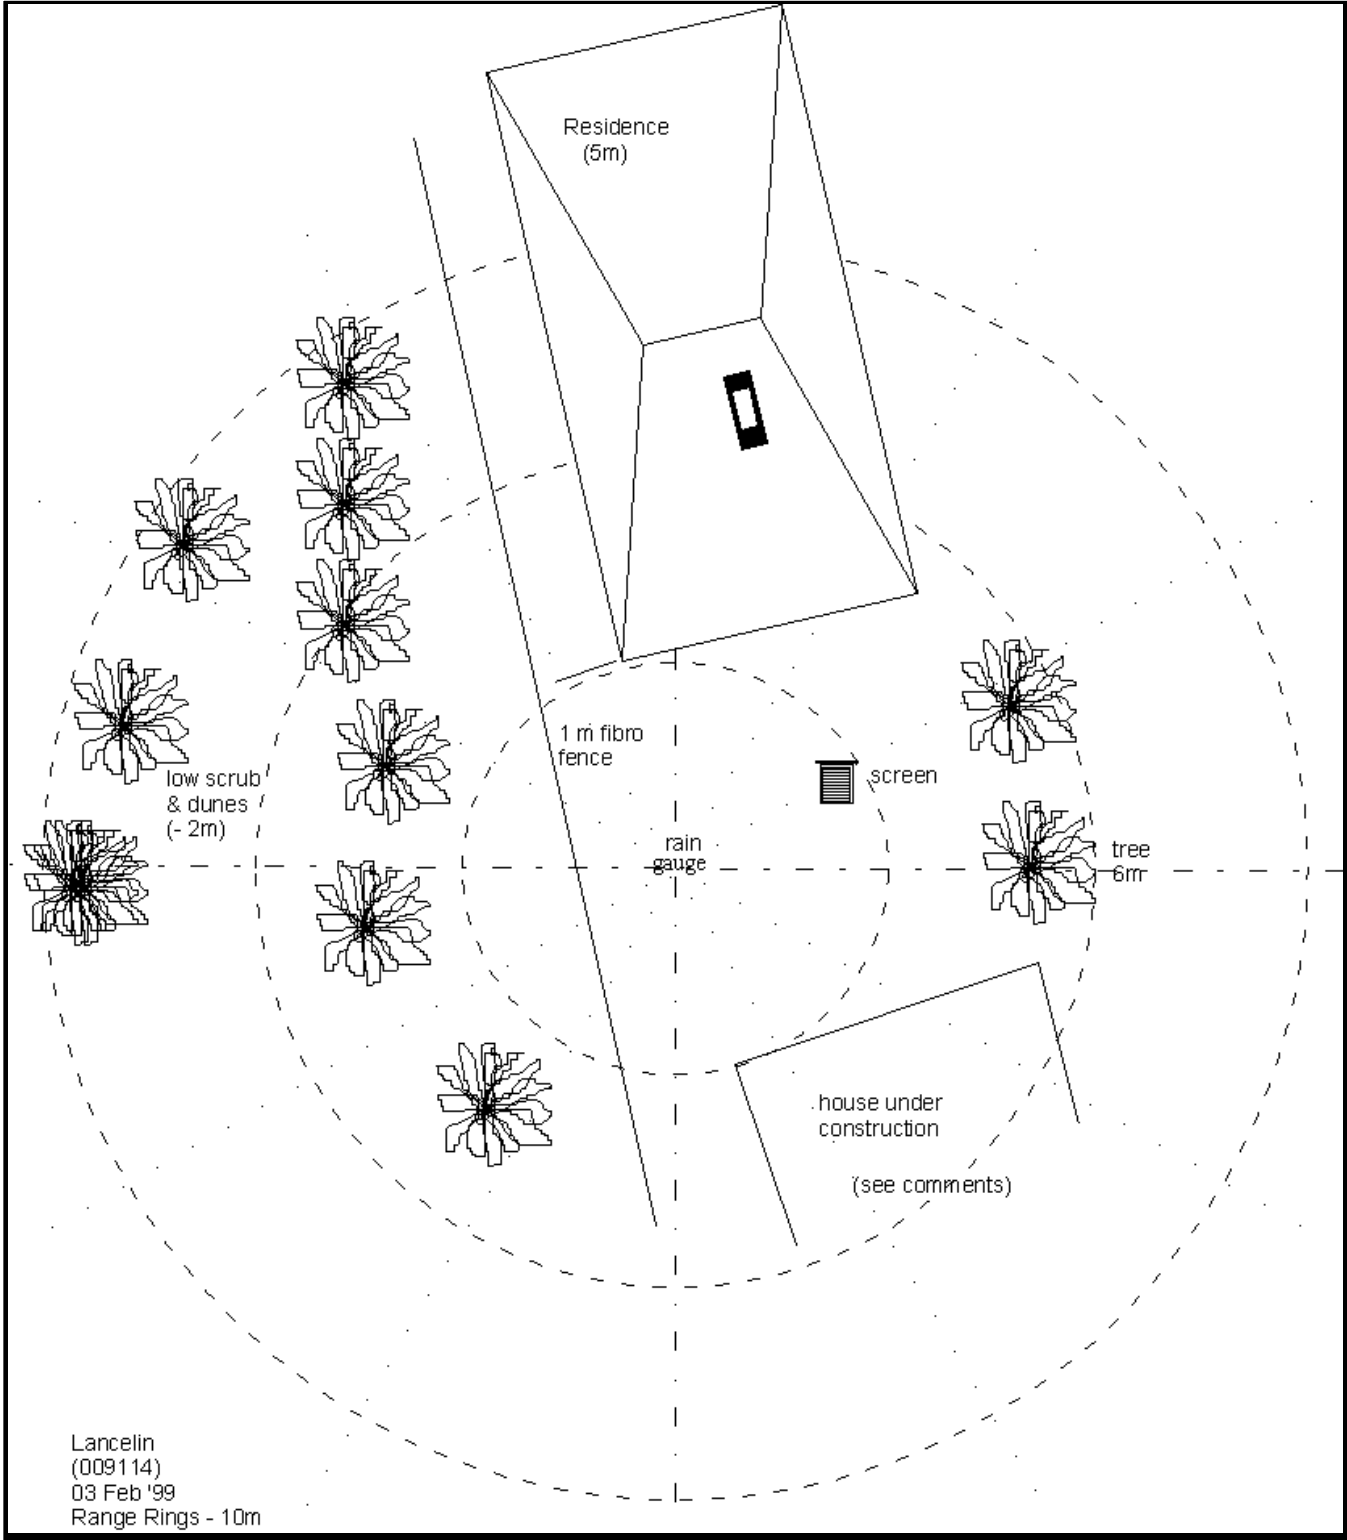 Residence
(5m)
1 m fibro
fence
screen
low scrub
& dunes
(- 2m)
rain
gauge
tree
6m
house under
construction
(see comments)
Lancelin
(009114)
03 Feb '99
Range Rings - 10m